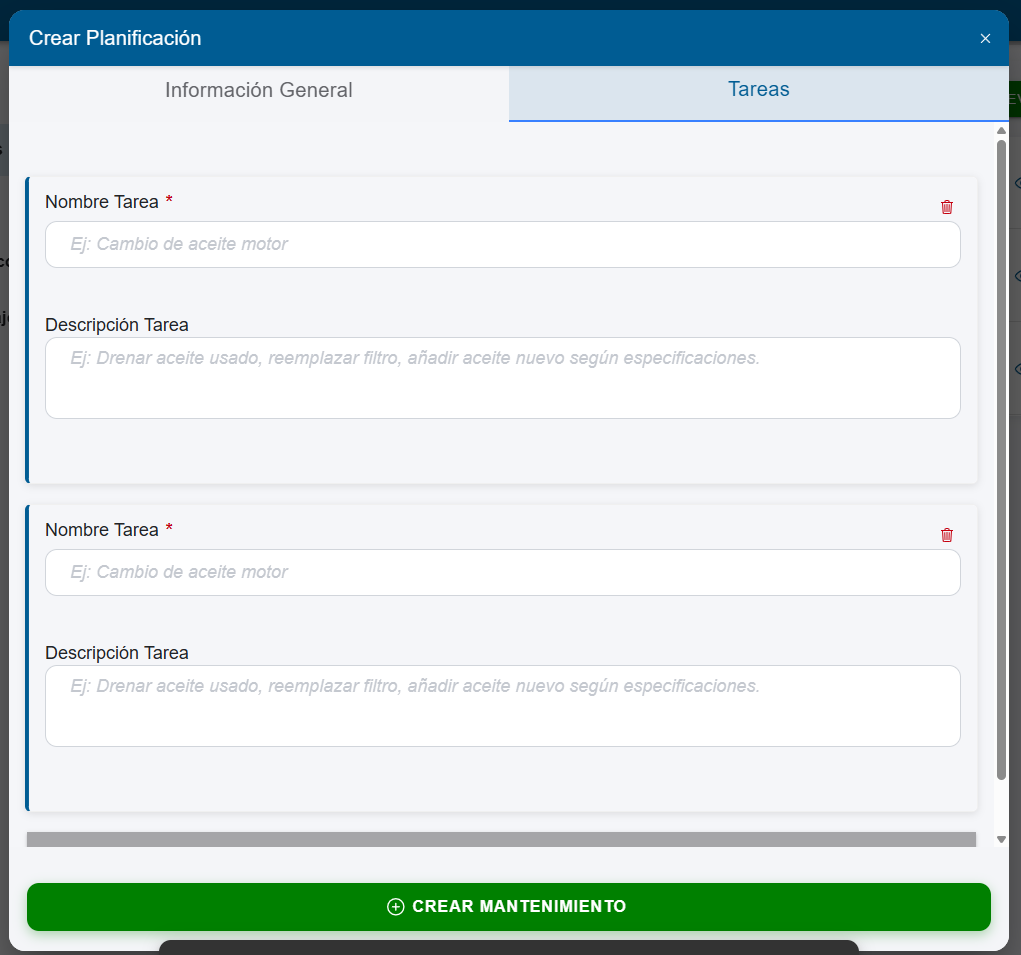 Crear Planificación
Información General
Tareas
Nombre Tarea *
Ej: Cambio de aceite motor
Descripción Tarea
Ej: Drenar aceite usado, reemplazar filtro, añadir aceite nuevo según especificaciones.
Nombre Tarea *
Ej: Cambio de aceite motor
Descripción Tarea
Ej: Drenar aceite usado, reemplazar filtro, añadir aceite nuevo según especificaciones.
CREAR MANTENIMIENTO